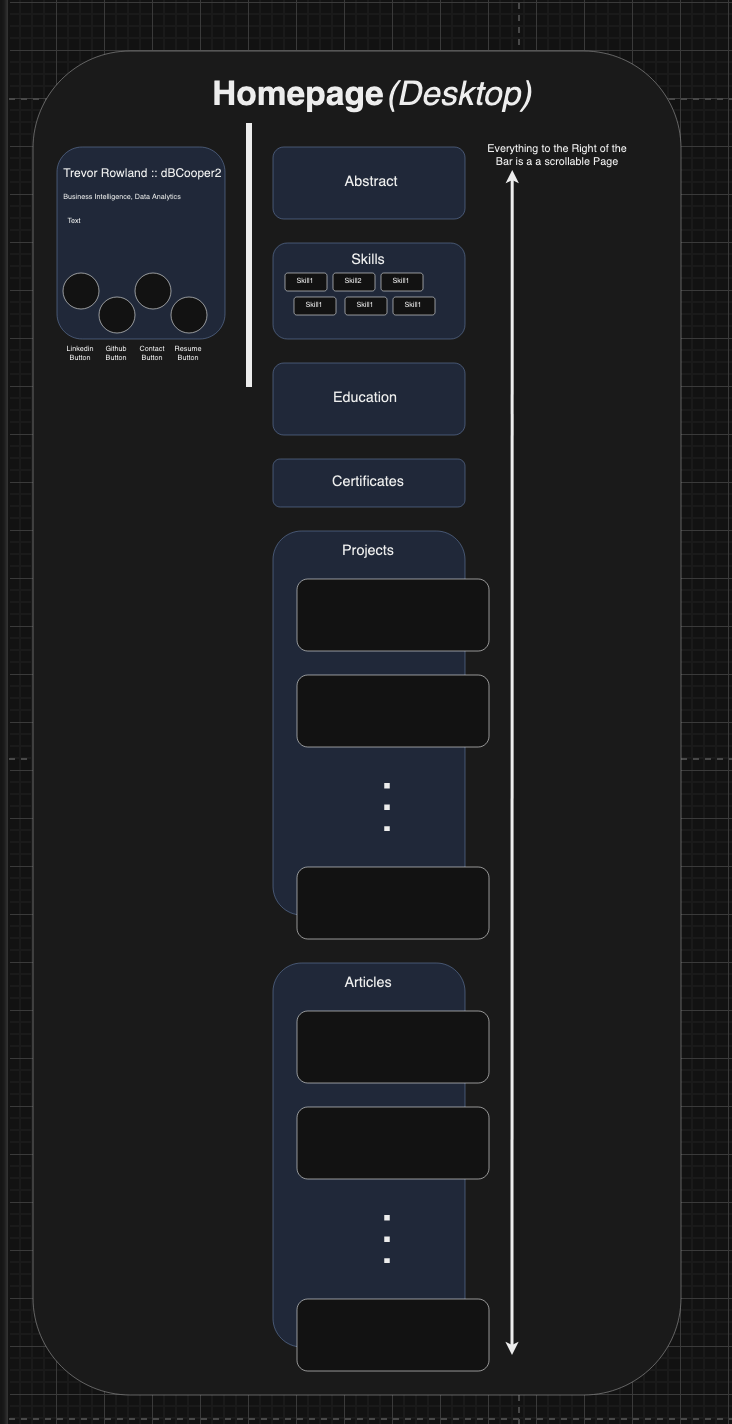 Homepage (Desktop)
Everything to the Right of the
Bar is a a scrollable Page
Trevor Rowland :: dBCooper2
Business Intelligence, Data Analytics
Text
Linkedin Button
Github Button
Contact Button
Resume Button
Abstract
Skills
Skill1 Skill2 Skill1
Skill1 Skill1 Skill1
Education
Certificates
Projects
Articles